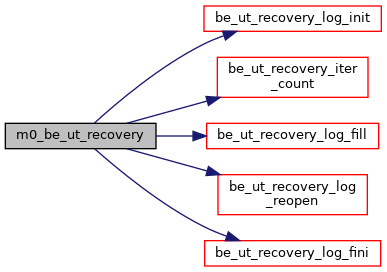 be_ut_recovery_log_init
be_ut_recovery_iter
_count
m0_be_ut_recovery
be_ut_recovery_log_fill
be_ut_recovery_log
_reopen
be_ut_recovery_log_fini